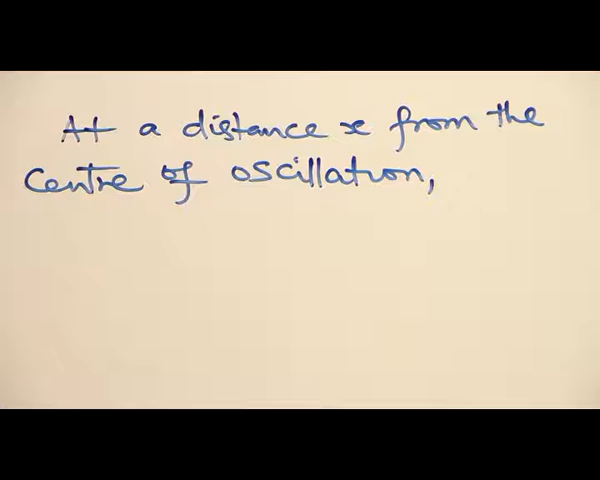 At a distance x from the
Centre of oscillation,